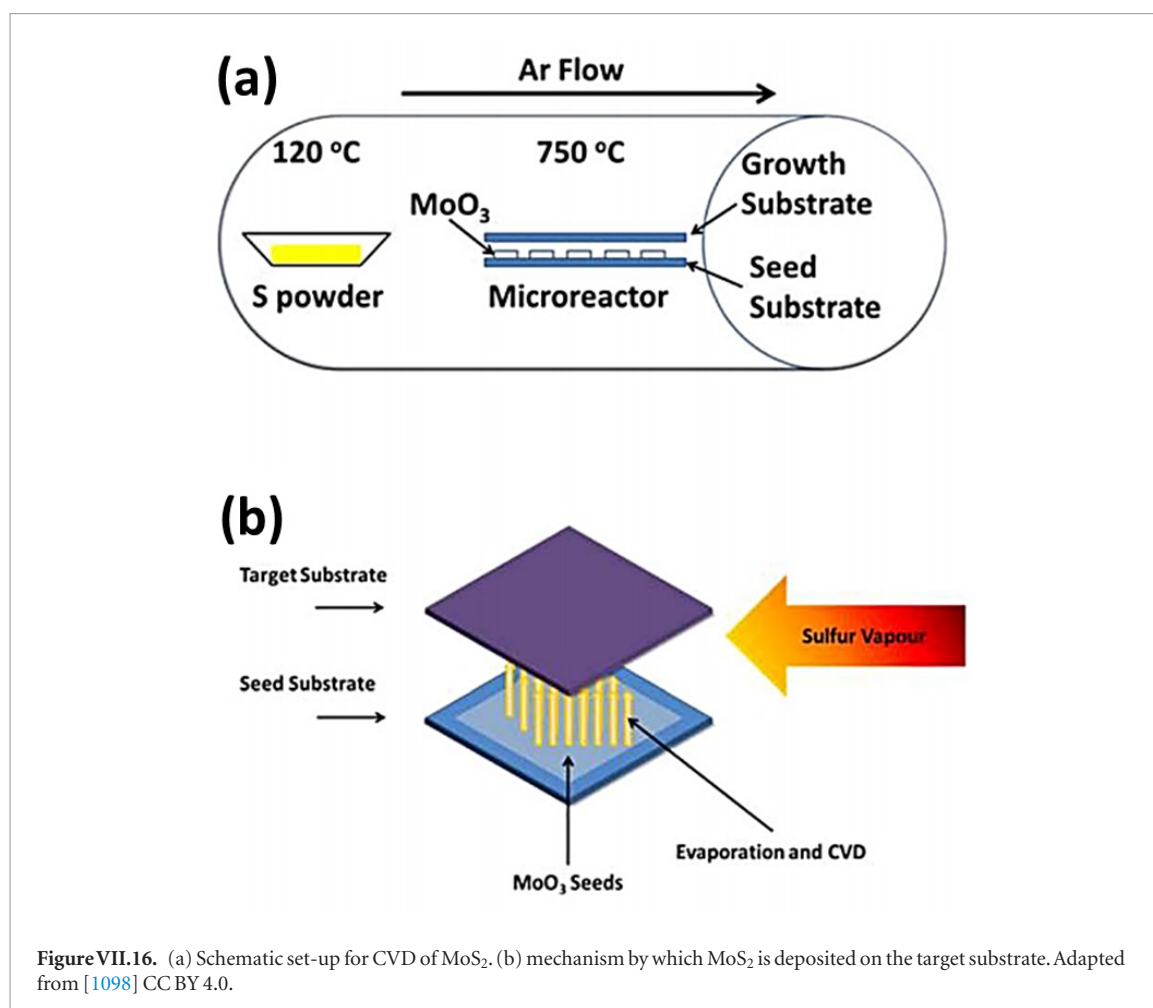 (a)
Ar Flow
120 °C
750 °C
Growth
Substrate
MoO₃
Seed
Substrate
S powder
Microreactor
(b)
Target Substrate
Sulfur Vapour
Seed Substrate
Evaporation and CVD
MoO₃ Seeds
Figure VII.16. (a) Schematic set-up for CVD of MoS₂. (b) mechanism by which MoS₂ is deposited on the target substrate. Adapted
from [1098] CC BY 4.0.